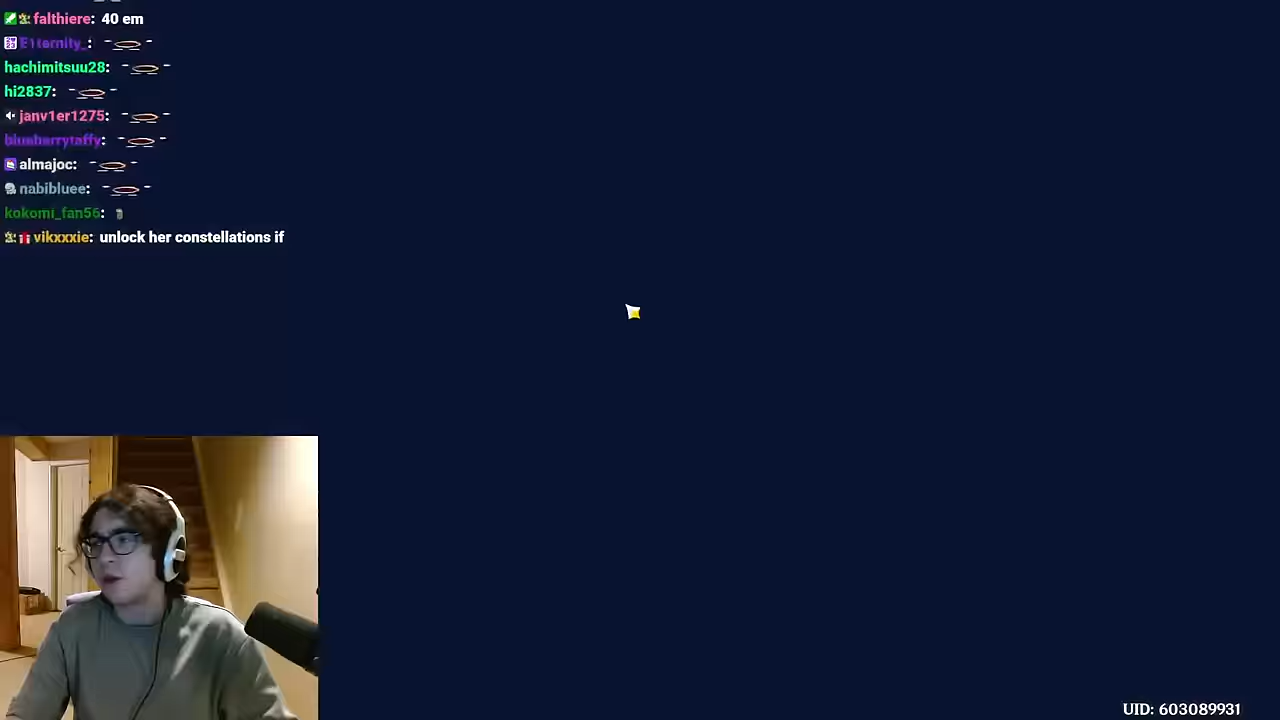 falthiere: 40 em
E1ternity_:
hachimitsuu28:
hi2837:
janv1er1275:
blueberrytaffy:
almajoc:
nabibluee:
kokomi_fan56:
vikxxxie: unlock her constellations if
UID: 603089931